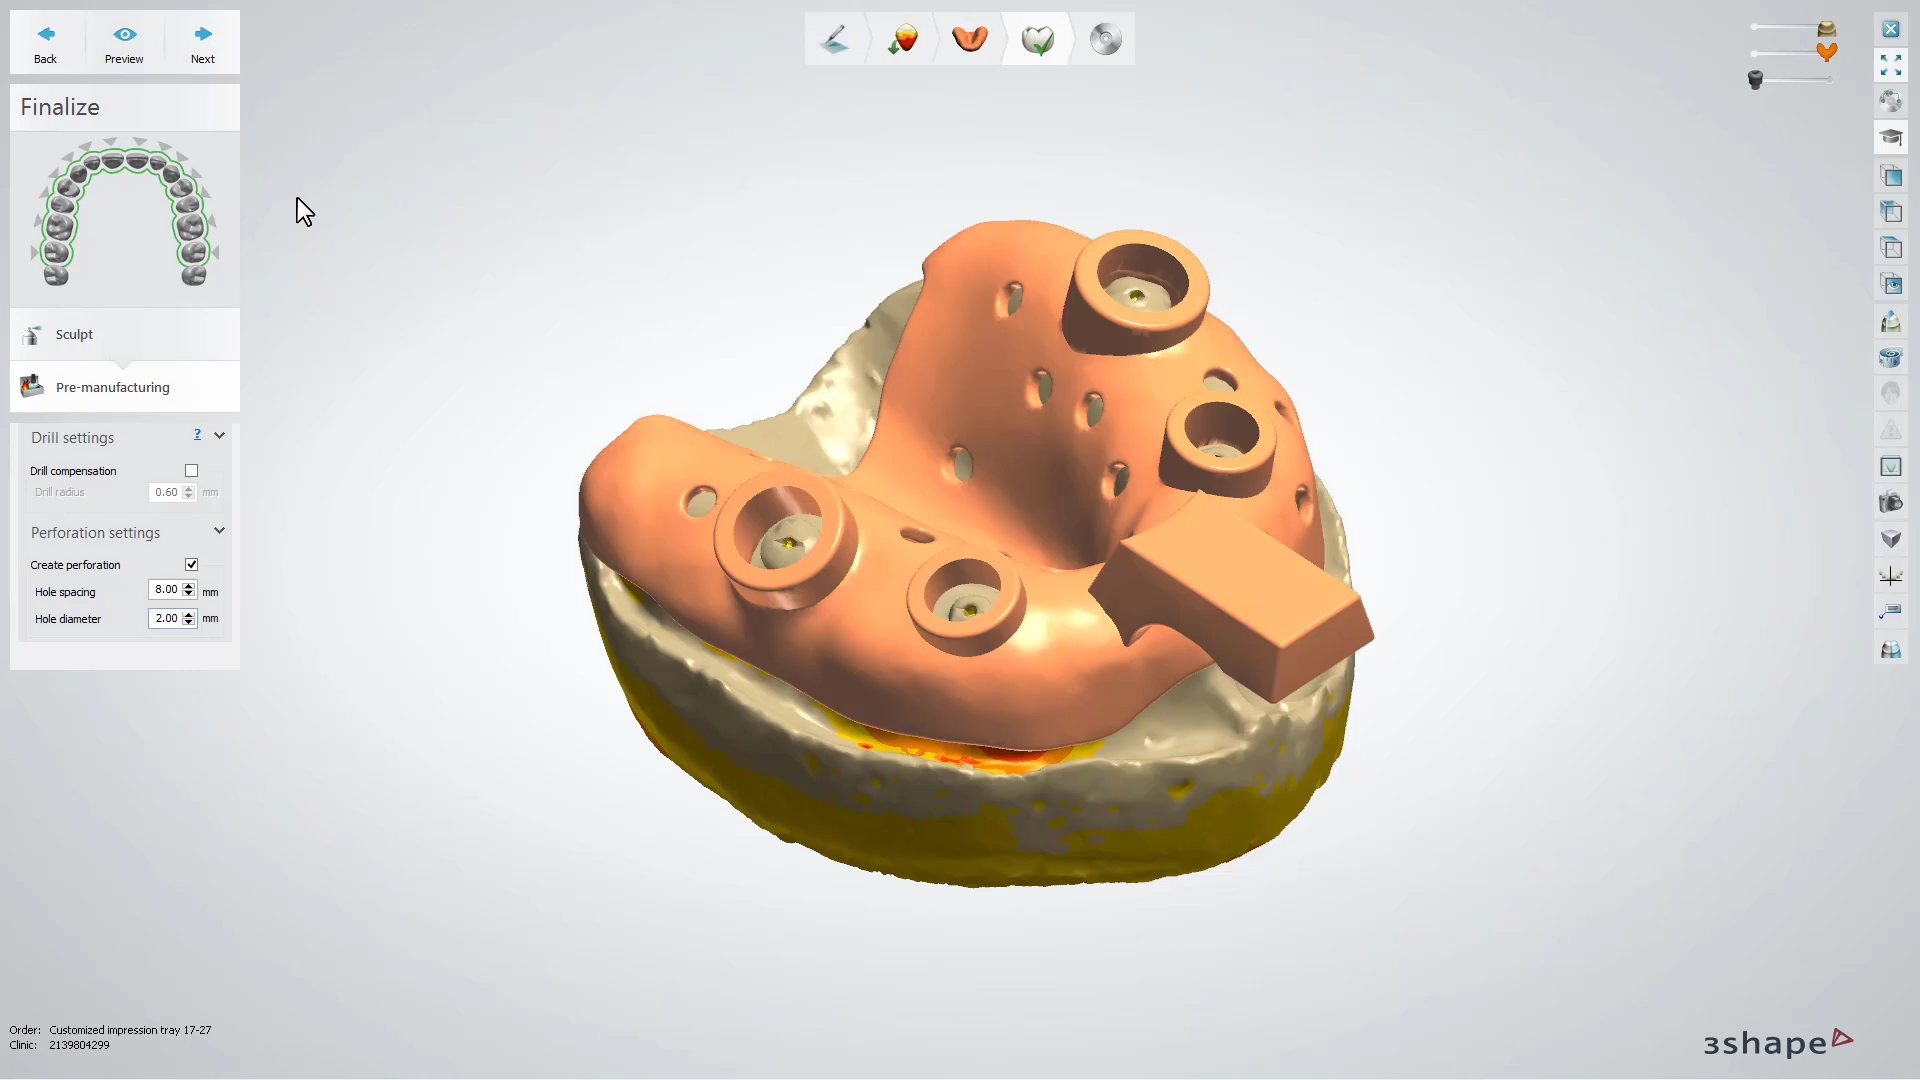 Back Preview Next
Finalize
Sculpt
Pre-manufacturing
Drill settings ?
Drill compensation
Drill radius 0.60 mm
Perforation settings
Create perforation
Hole spacing 8.00 mm
Hole diameter 2.00 mm
Order: Customized impression tray 17-27
Clinic: 2139804299
3shape